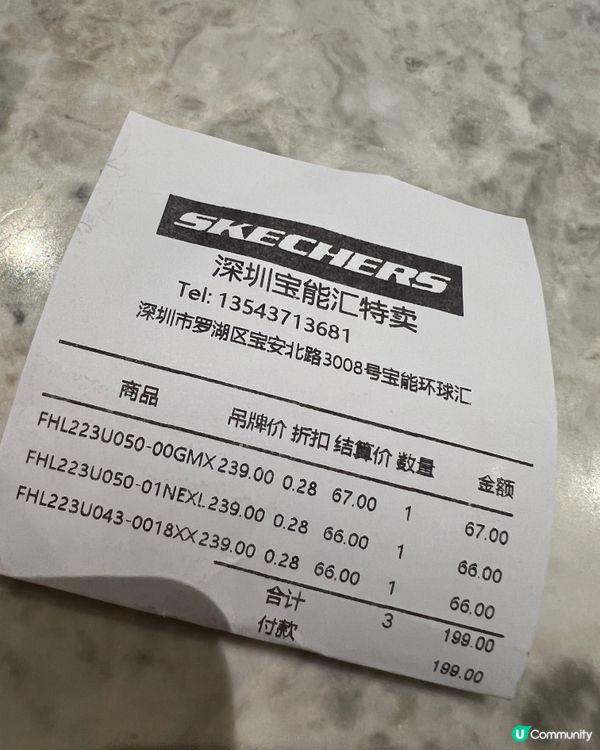 SKECHERS
深圳宝能汇特卖
Tel: 13543713681
深圳市罗湖区宝安北路3008号宝能环球汇
商品 吊牌价 折扣 结算价 数量 金额
FHL223U050-00GMX 239.00 0.28 67.00 1 67.00
FHL223U050-01NEXL 239.00 0.28 66.00 1 66.00
FHL223U043-0018XX 239.00 0.28 66.00 1 66.00
合计 3 199.00
付款 199.00
U Community